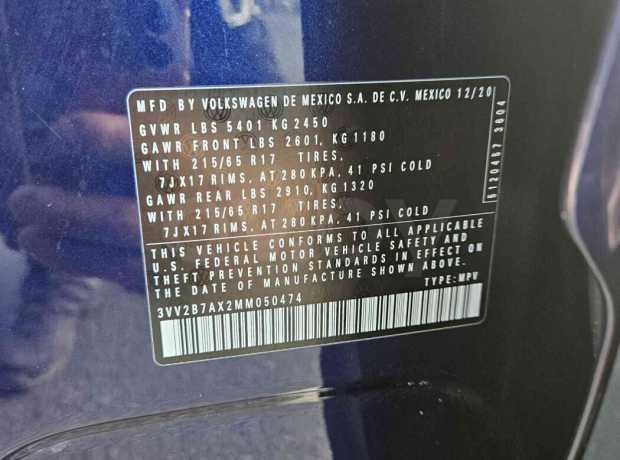 MFD BY VOLKSWAGEN DE MEXICO S.A. DE C.V. MEXICO 12/20
GVWR LBS 5401 KG 2450
GAWR FRONT LBS 2601, KG 1180
WITH 215/65 R17 TIRES,
7JX17 RIMS, AT 280 KPA, 41 PSI COLD
GAWR REAR LBS 2910, KG 1320
WITH 215/65 R17 TIRES,
7JX17 RIMS, AT 280 KPA, 41 PSI COLD
THIS VEHICLE CONFORMS TO ALL APPLICABLE
U.S. FEDERAL MOTOR VEHICLE SAFETY AND
THEFT PREVENTION STANDARDS IN EFFECT ON
THE DATE OF MANUFACTURE SHOWN ABOVE.
3VV2B7AX2MM050474 TYPE: MPV
5120457 3604